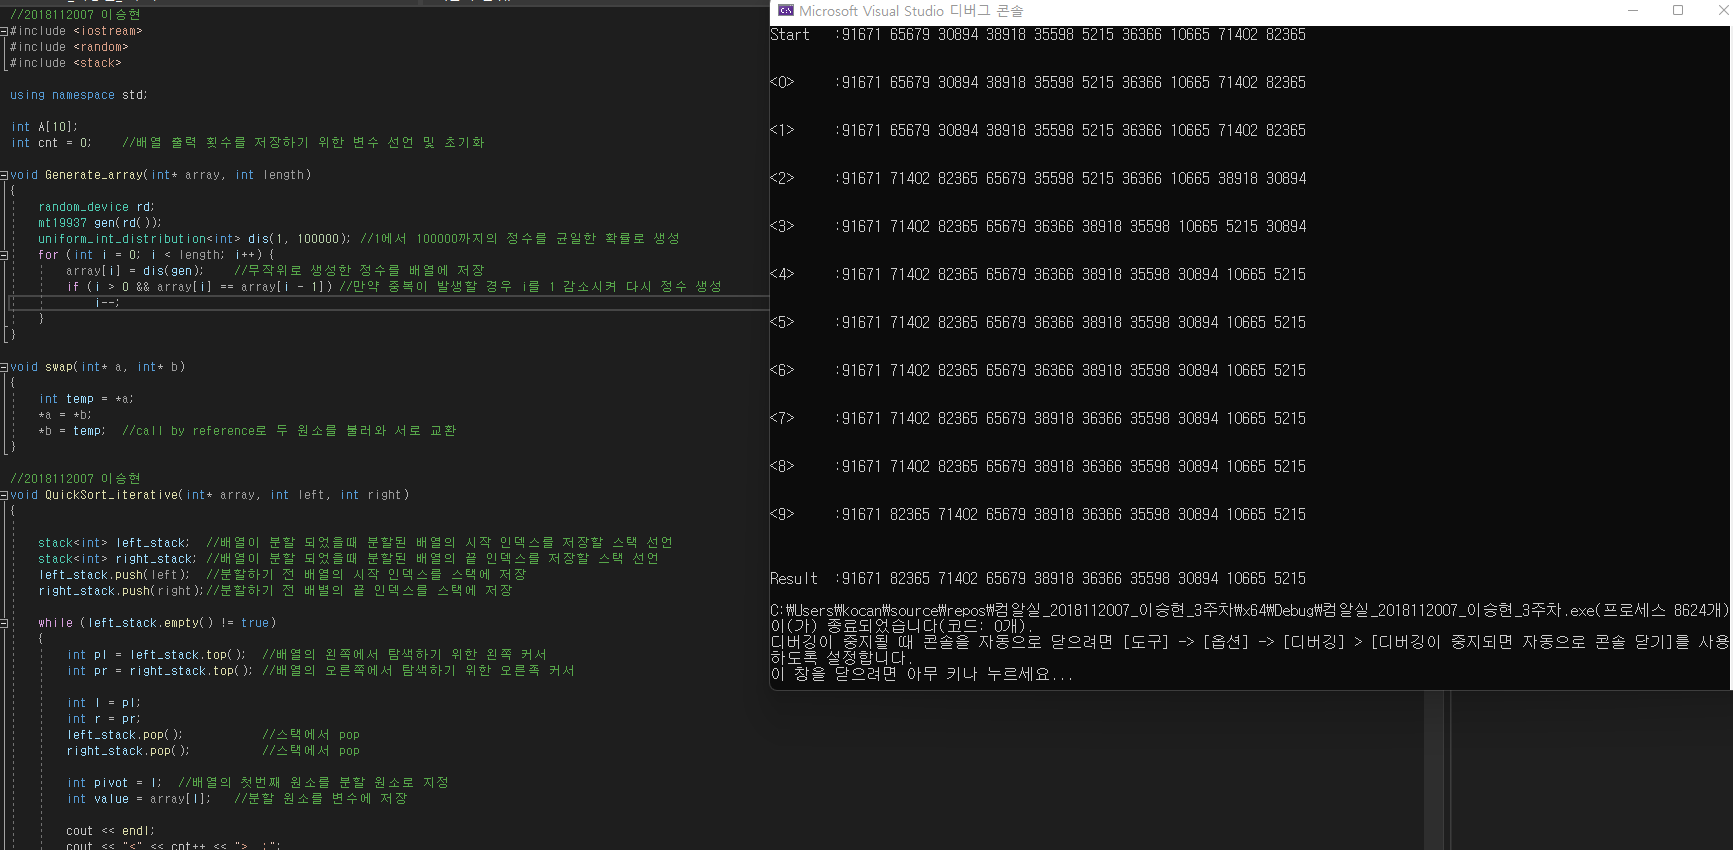 //2018112007 이승현
#include <iostream>
#include <random>
#include <stack>
using namespace std;
int A[10];
int cnt = 0;    //배열 출력 횟수를 저장하기 위한 변수 선언 및 초기화
void Generate_array(int* array, int length)
{
random_device rd;
mt19937 gen(rd());
uniform_int_distribution<int> dis(1, 100000); //1에서 100000까지의 정수를 균일한 확률로 생성
for (int i = 0; i < length; i++) {
array[i] = dis(gen);    //무작위로 생성한 정수를 배열에 저장
if (i > 0 && array[i] == array[i - 1]) //만약 중복이 발생할 경우 i를 1 감소시켜 다시 정수 생성
i--;
}
}
void swap(int* a, int* b)
{
int temp = *a;
*a = *b;
*b = temp;  //call by reference로 두 원소를 불러와 서로 교환
}
//2018112007 이승현
void QuickSort_iterative(int* array, int left, int right)
{
stack<int> left_stack;  //배열이 분할 되었을때 분할된 배열의 시작 인덱스를 저장할 스택 선언
stack<int> right_stack; //배열이 분할 되었을때 분할된 배열의 끝 인덱스를 저장할 스택 선언
left_stack.push(left);  //분할하기 전 배열의 시작 인덱스를 스택에 저장
right_stack.push(right);//분할하기 전 배별의 끝 인덱스를 스택에 저장
while (left_stack.empty() != true)
{
int pl = left_stack.top();  //배열의 왼쪽에서 탐색하기 위한 왼쪽 커서
int pr = right_stack.top(); //배열의 오른쪽에서 탐색하기 위한 오른쪽 커서
int l = pl;
int r = pr;
left_stack.pop();           //스택에서 pop
right_stack.pop();          //스택에서 pop
int pivot = l;  //배열의 첫번째 원소를 분할 원소로 지정
int value = array[l];   //분할 원소를 변수에 저장
cout << endl;
cout << "<" << cnt++ << ">  :";
Microsoft Visual Studio 디버그 콘솔
Start   :91671 65679 30894 38918 35598 5215 36366 10665 71402 82365
<0>     :91671 65679 30894 38918 35598 5215 36366 10665 71402 82365
<1>     :91671 65679 30894 38918 35598 5215 36366 10665 71402 82365
<2>     :91671 71402 82365 65679 35598 5215 36366 10665 38918 30894
<3>     :91671 71402 82365 65679 36366 38918 35598 10665 5215 30894
<4>     :91671 71402 82365 65679 36366 38918 35598 30894 10665 5215
<5>     :91671 71402 82365 65679 36366 38918 35598 30894 10665 5215
<6>     :91671 71402 82365 65679 36366 38918 35598 30894 10665 5215
<7>     :91671 71402 82365 65679 38918 36366 35598 30894 10665 5215
<8>     :91671 71402 82365 65679 38918 36366 35598 30894 10665 5215
<9>     :91671 82365 71402 65679 38918 36366 35598 30894 10665 5215
Result  :91671 82365 71402 65679 38918 36366 35598 30894 10665 5215
C:₩Users₩kocan₩source₩repos₩컴알실_2018112007_이승현_3주차₩x64₩Debug₩컴알실_2018112007_이승현_3주차.exe(프로세스 8624개)
이(가) 종료되었습니다(코드: 0개).
디버깅이 중지될 때 콘솔을 자동으로 닫으려면 [도구] -> [옵션] -> [디버깅] > [디버깅이 중지되면 자동으로 콘솔 닫기]를 사용
하도록 설정합니다.
이 창을 닫으려면 아무 키나 누르세요...